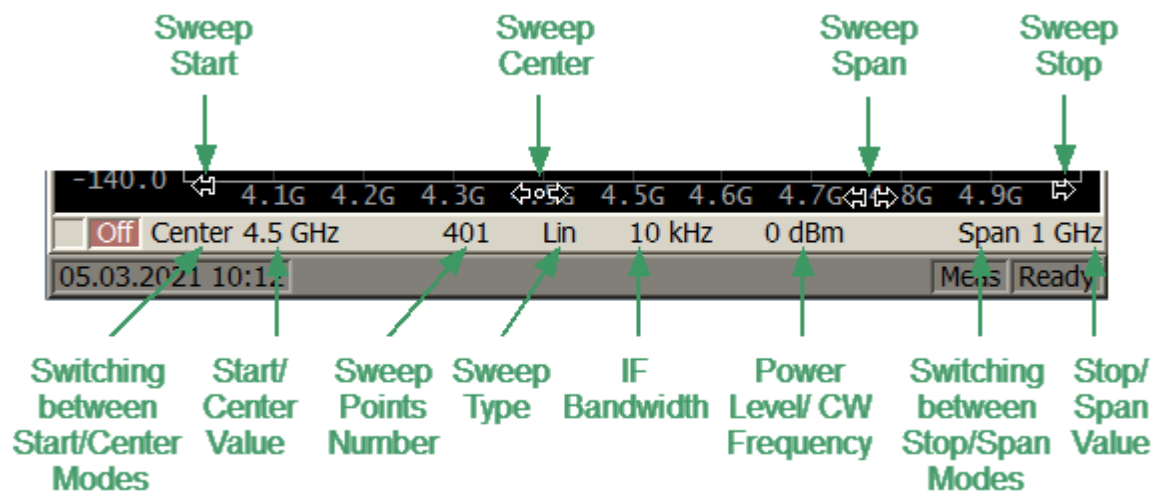 Sweep Start
Sweep Center
Sweep Span
Sweep Stop
-140.0
4.1G 4.2G 4.3G 4.5G 4.6G 4.7G 8G 4.9G
Off Center 4.5 GHz 401 Lin 10 kHz 0 dBm Span 1 GHz
05.03.2021 10:12 Meas Ready
Switching between Start/Center Modes
Start/ Center Value
Sweep Points Number
Sweep Type
IF Bandwidth
Power Level/ CW Frequency
Switching between Stop/Span Modes
Stop/ Span Value